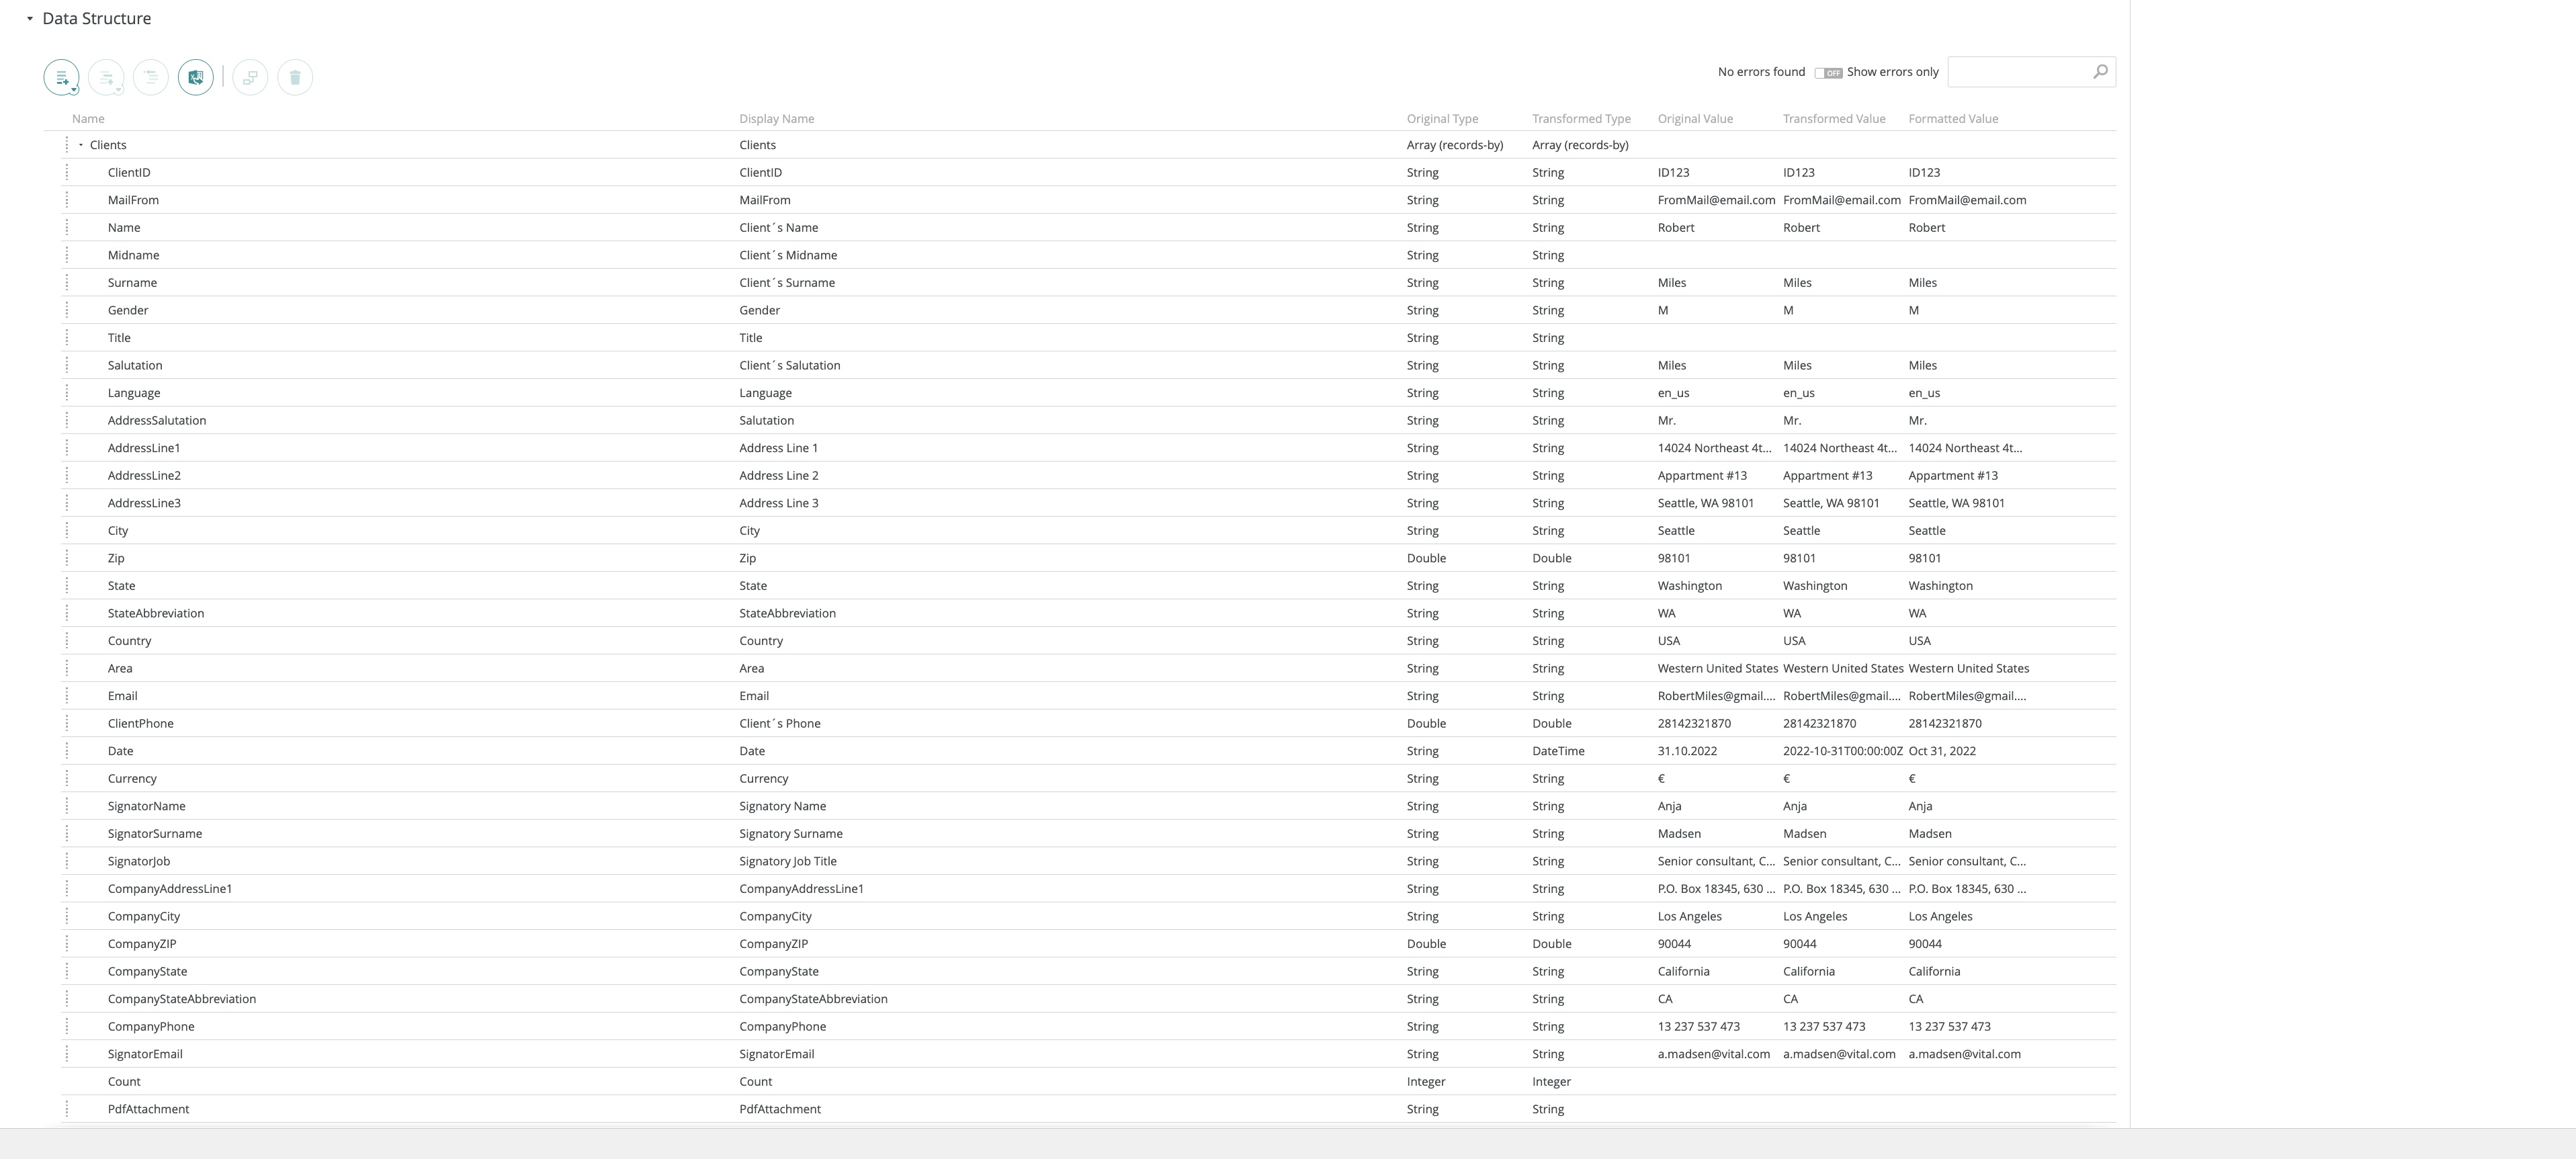 Data Structure
No errors found OFF Show errors only
Name Display Name Original Type Transformed Type Original Value Transformed Value Formatted Value
Clients Clients Array (records-by) Array (records-by)
ClientID ClientID String String ID123 ID123 ID123
MailFrom MailFrom String String FromMail@email.com FromMail@email.com FromMail@email.com
Name Client´s Name String String Robert Robert Robert
Midname Client´s Midname String String
Surname Client´s Surname String String Miles Miles Miles
Gender Gender String String M M M
Title Title String String
Salutation Client´s Salutation String String Miles Miles Miles
Language Language String String en_us en_us en_us
AddressSalutation Salutation String String Mr. Mr. Mr.
AddressLine1 Address Line 1 String String 14024 Northeast 4t... 14024 Northeast 4t... 14024 Northeast 4t...
AddressLine2 Address Line 2 String String Appartment #13 Appartment #13 Appartment #13
AddressLine3 Address Line 3 String String Seattle, WA 98101 Seattle, WA 98101 Seattle, WA 98101
City City String String Seattle Seattle Seattle
Zip Zip Double Double 98101 98101 98101
State State String String Washington Washington Washington
StateAbbreviation StateAbbreviation String String WA WA WA
Country Country String String USA USA USA
Area Area String String Western United States Western United States Western United States
Email Email String String RobertMiles@gmail.... RobertMiles@gmail.... RobertMiles@gmail....
ClientPhone Client´s Phone Double Double 28142321870 28142321870 28142321870
Date Date String DateTime 31.10.2022 2022-10-31T00:00:00Z Oct 31, 2022
Currency Currency String String € € €
SignatorName Signatory Name String String Anja Anja Anja
SignatorSurname Signatory Surname String String Madsen Madsen Madsen
SignatorJob Signatory Job Title String String Senior consultant, C... Senior consultant, C... Senior consultant, C...
CompanyAddressLine1 CompanyAddressLine1 String String P.O. Box 18345, 630 ... P.O. Box 18345, 630 ... P.O. Box 18345, 630 ...
CompanyCity CompanyCity String String Los Angeles Los Angeles Los Angeles
CompanyZIP CompanyZIP Double Double 90044 90044 90044
CompanyState CompanyState String String California California California
CompanyStateAbbreviation CompanyStateAbbreviation String String CA CA CA
CompanyPhone CompanyPhone String String 13 237 537 473 13 237 537 473 13 237 537 473
SignatorEmail SignatorEmail String String a.madsen@vital.com a.madsen@vital.com a.madsen@vital.com
Count Count Integer Integer
PdfAttachment PdfAttachment String String